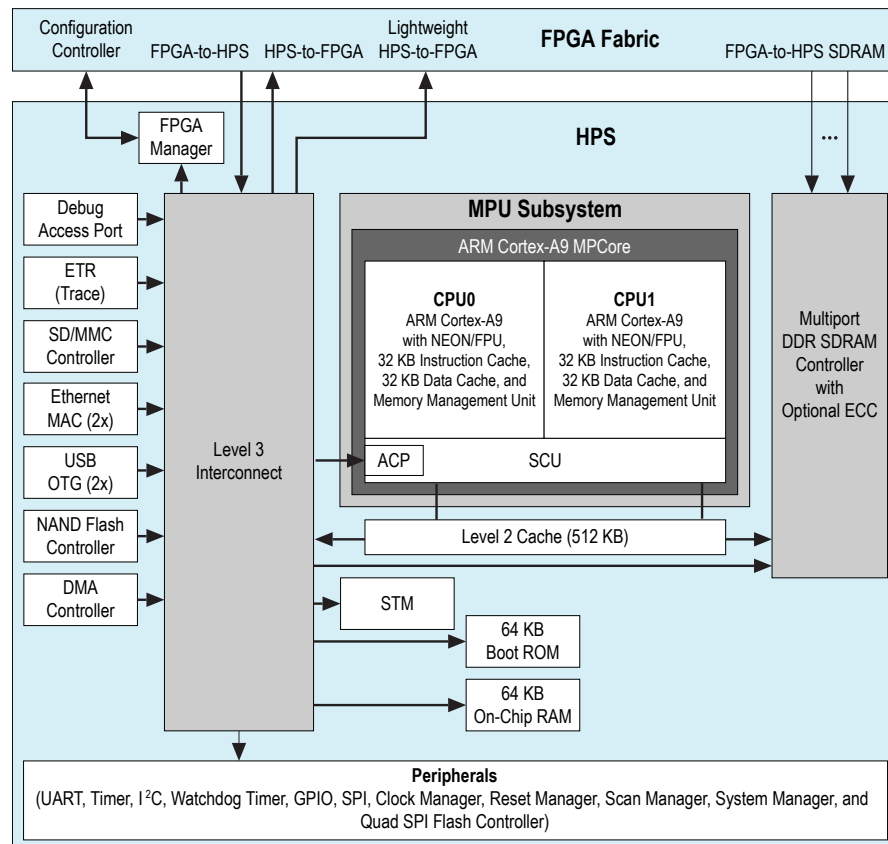 Configuration
Controller
FPGA-to-HPS
HPS-to-FPGA
Lightweight
HPS-to-FPGA
FPGA Fabric
FPGA-to-HPS SDRAM
HPS
FPGA
Manager
...
Debug
Access Port
ETR
(Trace)
SD/MMC
Controller
Ethernet
MAC (2x)
USB
OTG (2x)
NAND Flash
Controller
DMA
Controller
Level 3
Interconnect
MPU Subsystem
ARM Cortex-A9 MPCore
CPU0
ARM Cortex-A9
with NEON/FPU,
32 KB Instruction Cache,
32 KB Data Cache, and
Memory Management Unit
CPU1
ARM Cortex-A9
with NEON/FPU,
32 KB Instruction Cache,
32 KB Data Cache, and
Memory Management Unit
ACP
SCU
Level 2 Cache (512 KB)
Multiport
DDR SDRAM
Controller
with
Optional ECC
STM
64 KB
Boot ROM
64 KB
On-Chip RAM
Peripherals
(UART, Timer, I²C, Watchdog Timer, GPIO, SPI, Clock Manager, Reset Manager, Scan Manager, System Manager, and
Quad SPI Flash Controller)